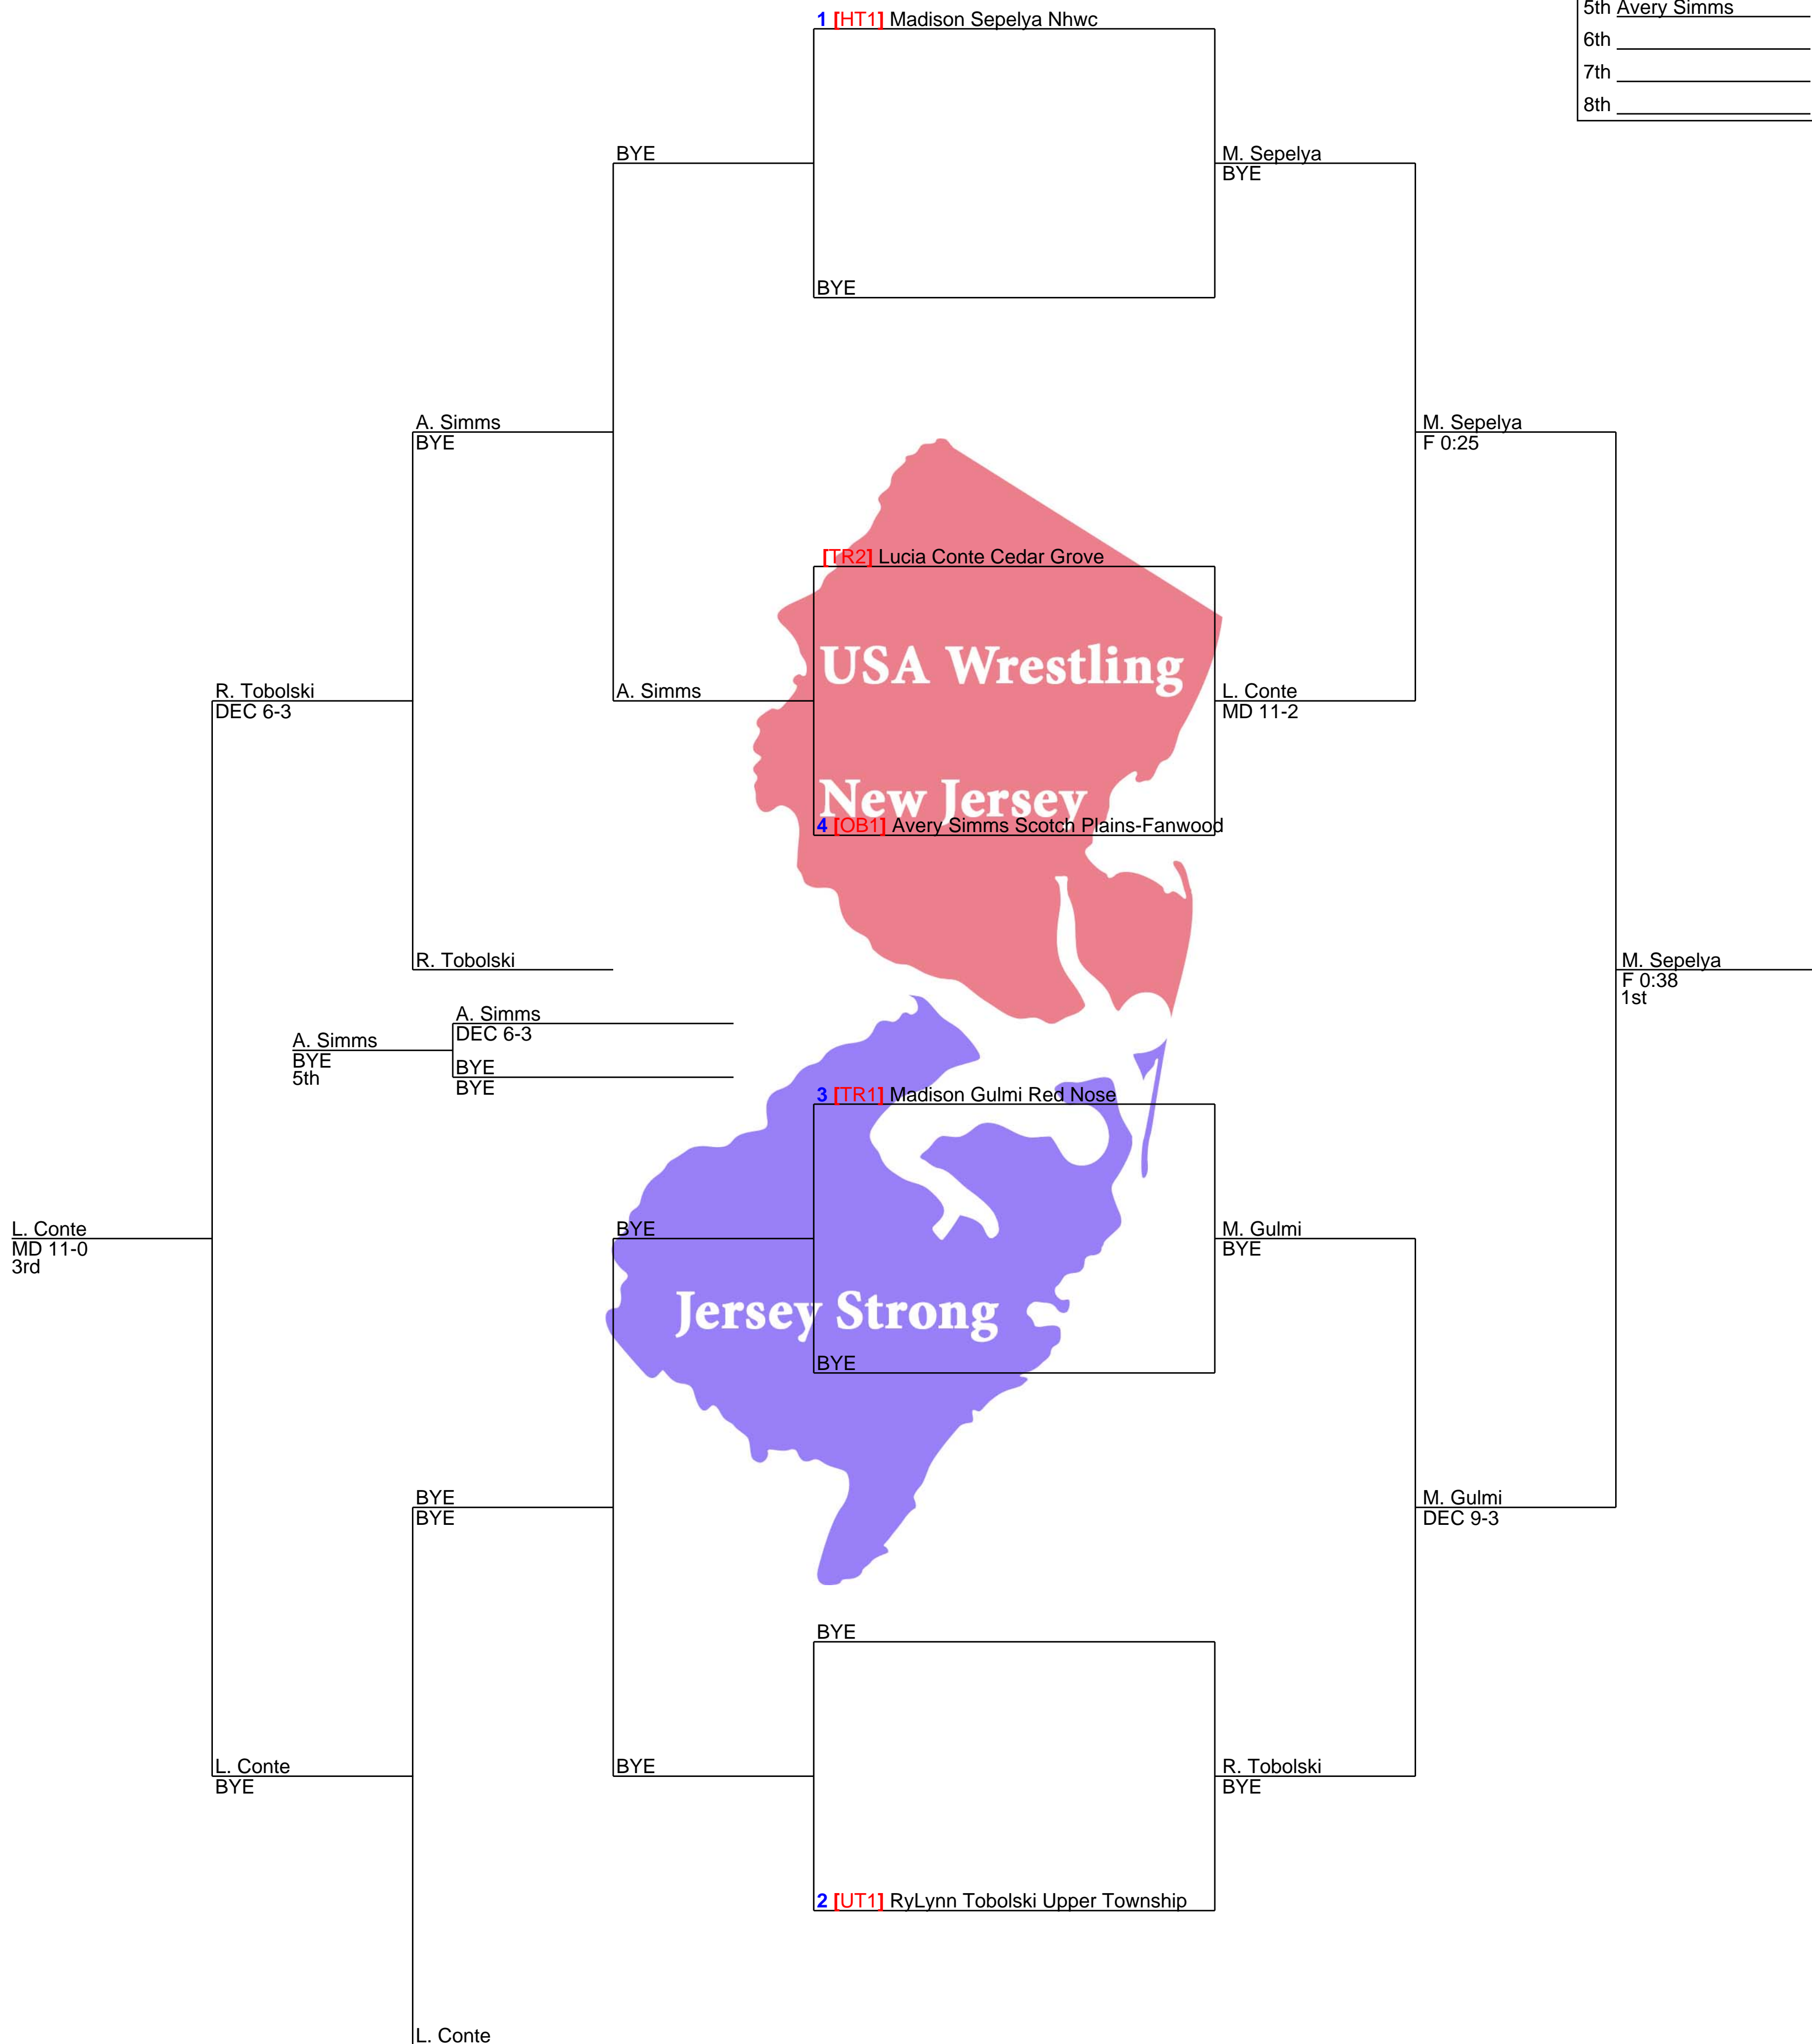 5th Avery Simms
1 [HT1] Madison Sepelya Nhwc
6th
7th
8th
BYE
M. Sepelya
BYE
BYE
A. Simms
BYE
M. Sepelya
F 0:25
[TR2] Lucia Conte Cedar Grove
USA Wrestling
R. Tobolski
DEC 6-3
A. Simms
L. Conte
MD 11-2
New Jersey
4 [OB1] Avery Simms Scotch Plains-Fanwood
R. Tobolski
M. Sepelya
F 0:38
1st
A. Simms
DEC 6-3
A. Simms
BYE
5th
BYE
BYE
3 [TR1] Madison Gulmi Red Nose
L. Conte
MD 11-0
3rd
BYE
M. Gulmi
BYE
Jersey Strong
BYE
BYE
BYE
M. Gulmi
DEC 9-3
BYE
L. Conte
BYE
BYE
R. Tobolski
BYE
2 [UT1] RyLynn Tobolski Upper Township
L. Conte